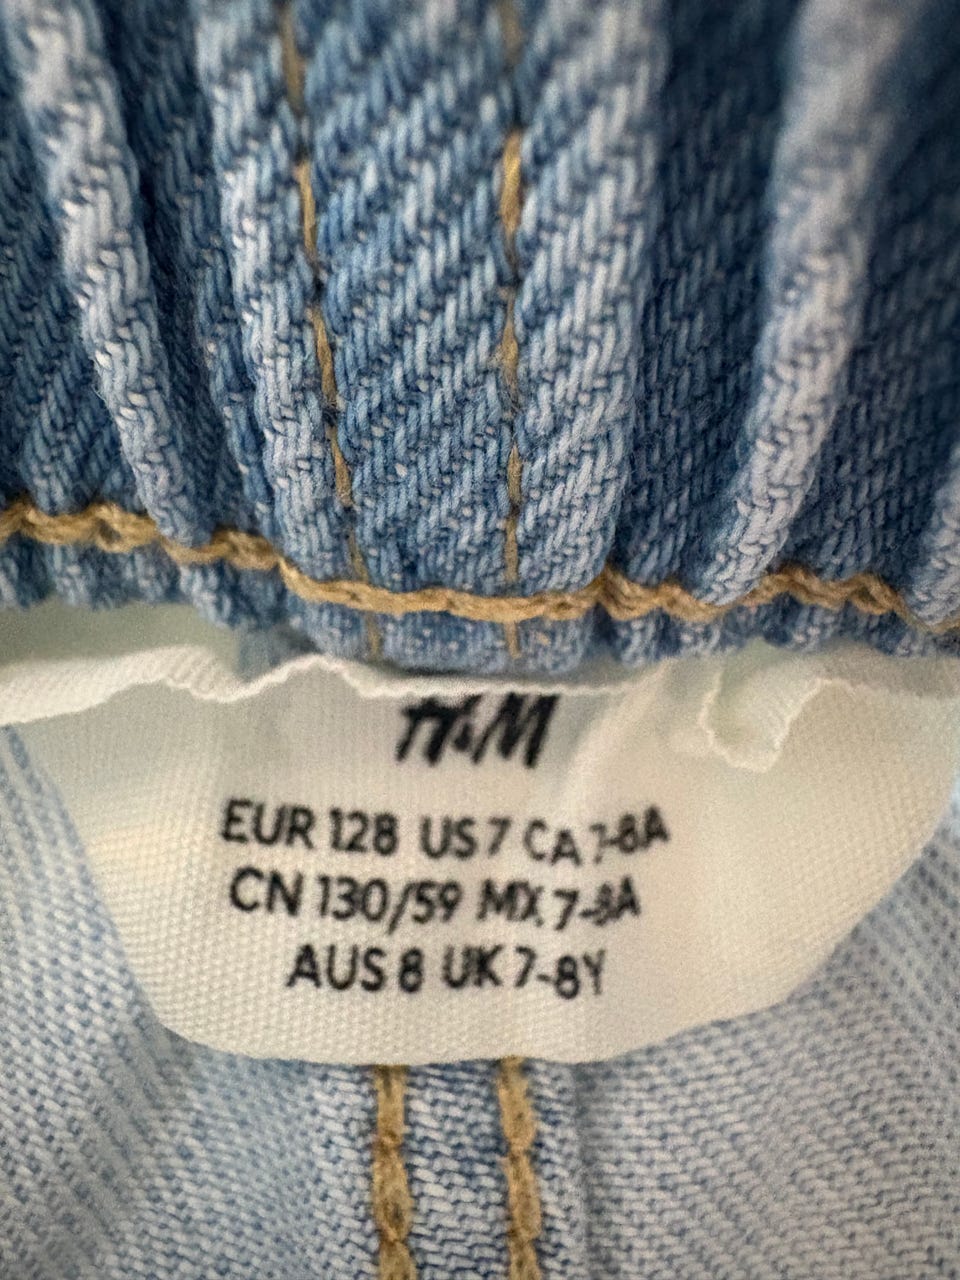 H&M
EUR 128 US 7 CA 7-8A
CN 130/59 MX 7-8A
AUS 8 UK 7-8Y